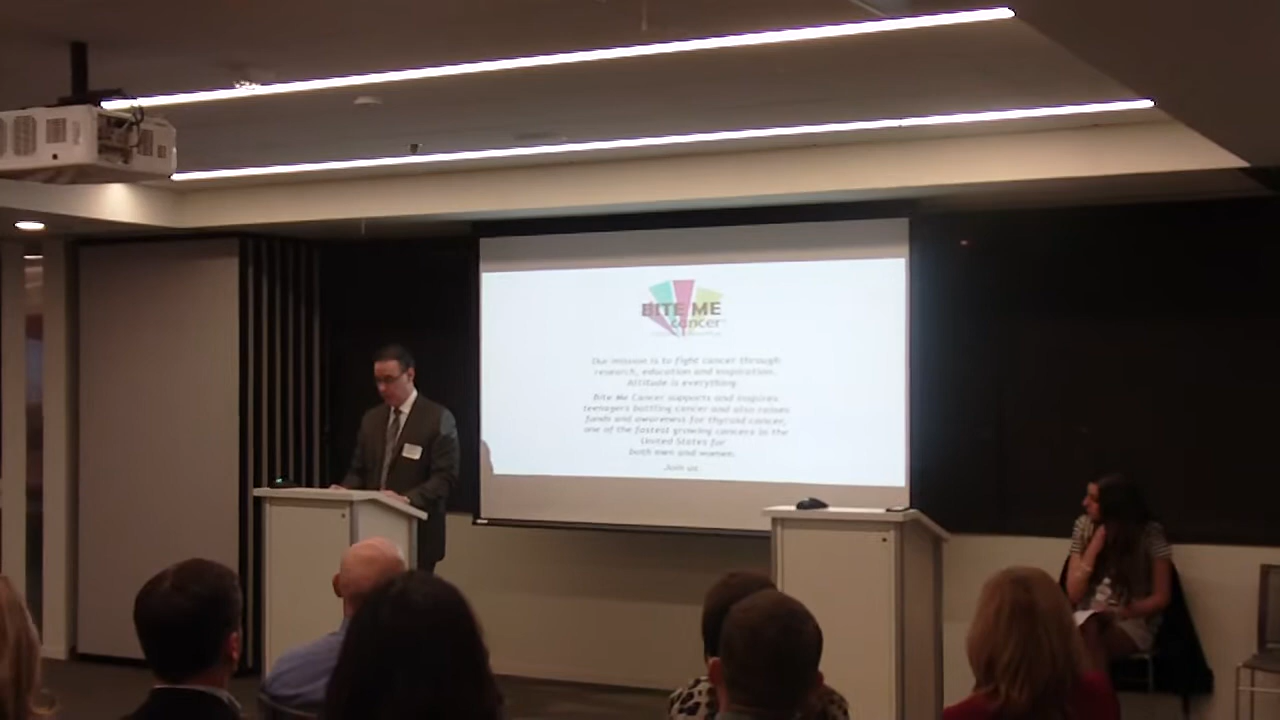 BITE ME
cancer
Our mission is to fight cancer through
research, education and inspiration.
Attitude is everything.
Bite Me Cancer supports and inspires
teenagers battling cancer and also raises
funds and awareness for thyroid cancer,
one of the fastest growing cancers in the
United States for
both men and women.
Join us